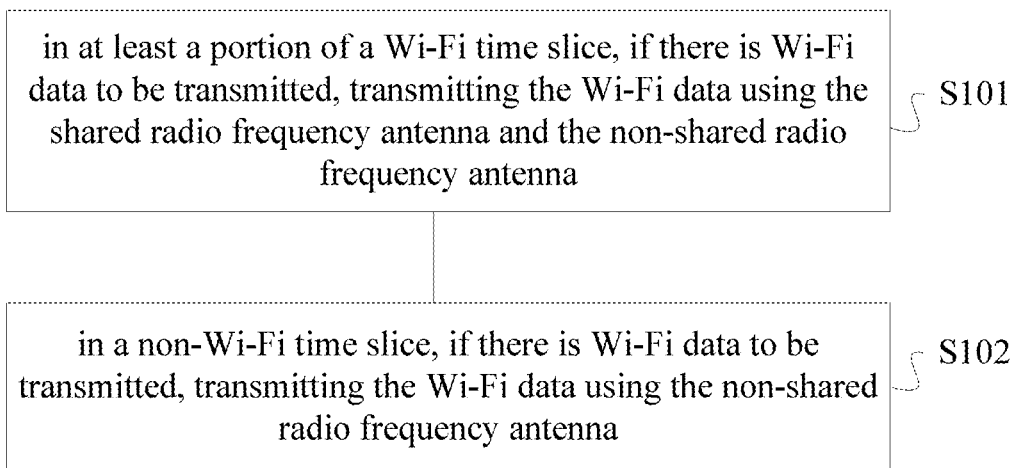 in at least a portion of a Wi-Fi time slice, if there is Wi-Fi
data to be transmitted, transmitting the Wi-Fi data using the
shared radio frequency antenna and the non-shared radio
frequency antenna
S101
in a non-Wi-Fi time slice, if there is Wi-Fi data to be
transmitted, transmitting the Wi-Fi data using the non-shared
radio frequency antenna
S102